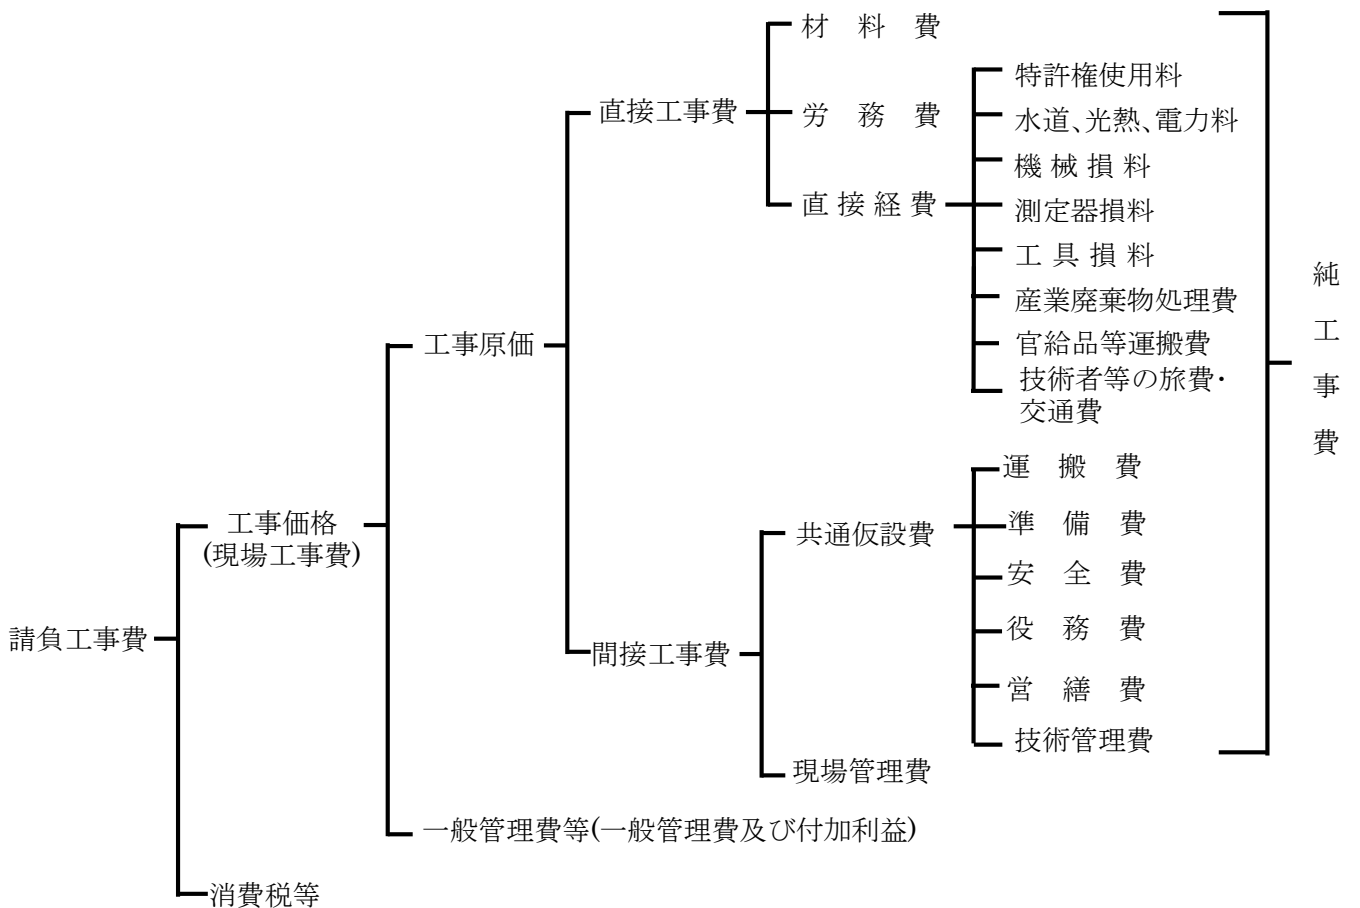 材　料　費
特許権使用料
直接工事費
労　務　費
水道、光熱、電力料
機 械 損 料
直 接 経 費
測定器損料
工 具 損 料
産業廃棄物処理費
官給品等運搬費
技術者等の旅費・
交通費
純工事費
工事原価
運　搬　費
工事価格
(現場工事費)
共通仮設費
準　備　費
安　全　費
役　務　費
請負工事費
間接工事費
営　繕　費
技術管理費
現場管理費
一般管理費等(一般管理費及び付加利益)
消費税等